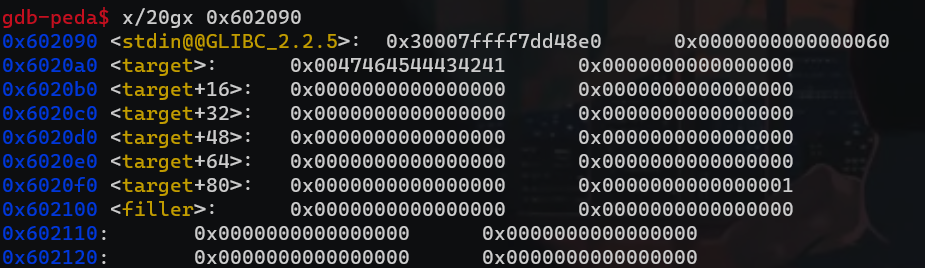 gdb-peda$ x/20gx 0x602090
0x602090 <stdin@@GLIBC_2.2.5>: 0x30007ffff7dd48e0 0x0000000000000060
0x6020a0 <target>: 0x0047464544434241 0x0000000000000000
0x6020b0 <target+16>: 0x0000000000000000 0x0000000000000000
0x6020c0 <target+32>: 0x0000000000000000 0x0000000000000000
0x6020d0 <target+48>: 0x0000000000000000 0x0000000000000000
0x6020e0 <target+64>: 0x0000000000000000 0x0000000000000000
0x6020f0 <target+80>: 0x0000000000000000 0x0000000000000001
0x602100 <filler>: 0x0000000000000000 0x0000000000000000
0x602110: 0x0000000000000000 0x0000000000000000
0x602120: 0x0000000000000000 0x0000000000000000